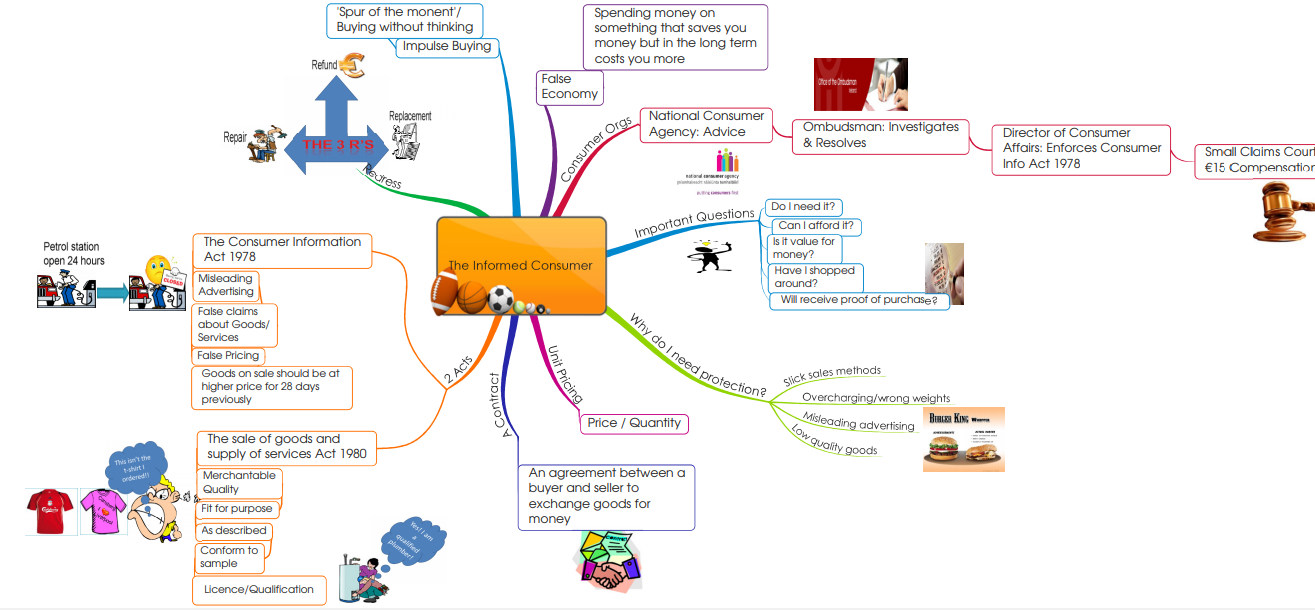 'Spur of the monent'/
Buying without thinking
Impulse Buying
Spending money on
something that saves you
money but in the long term
costs you more
False
Economy
Refund
Replacement
Repair
THE 3 R'S
Redress
Consumer Orgs
National Consumer
Agency: Advice
Office of the Ombudsman
Ombudsman: Investigates
& Resolves
Director of Consumer
Affairs: Enforces Consumer
Info Act 1978
Small Claims Court
€15 Compensation
national consumer agency
putting consumers first
The Informed Consumer
Important Questions
Do I need it?
Can I afford it?
Is it value for
money?
Have I shopped
around?
Will receive proof of purchase?
Why do I need protection?
Slick sales methods
Overcharging/wrong weights
Misleading advertising
Low quality goods
BURGER KING
Unit Pricing
Price / Quantity
A Contract
An agreement between a
buyer and seller to
exchange goods for
money
2 Acts
The Consumer Information
Act 1978
Misleading
Advertising
False claims
about Goods/
Services
False Pricing
Goods on sale should be at
higher price for 28 days
previously
Petrol station
open 24 hours
CLOSED
The sale of goods and
supply of services Act 1980
Merchantable
Quality
Fit for purpose
As described
Conform to
sample
Licence/Qualification
This isn't the
t-shirt I
ordered!!
Yes! I am
a
qualified
plumber!